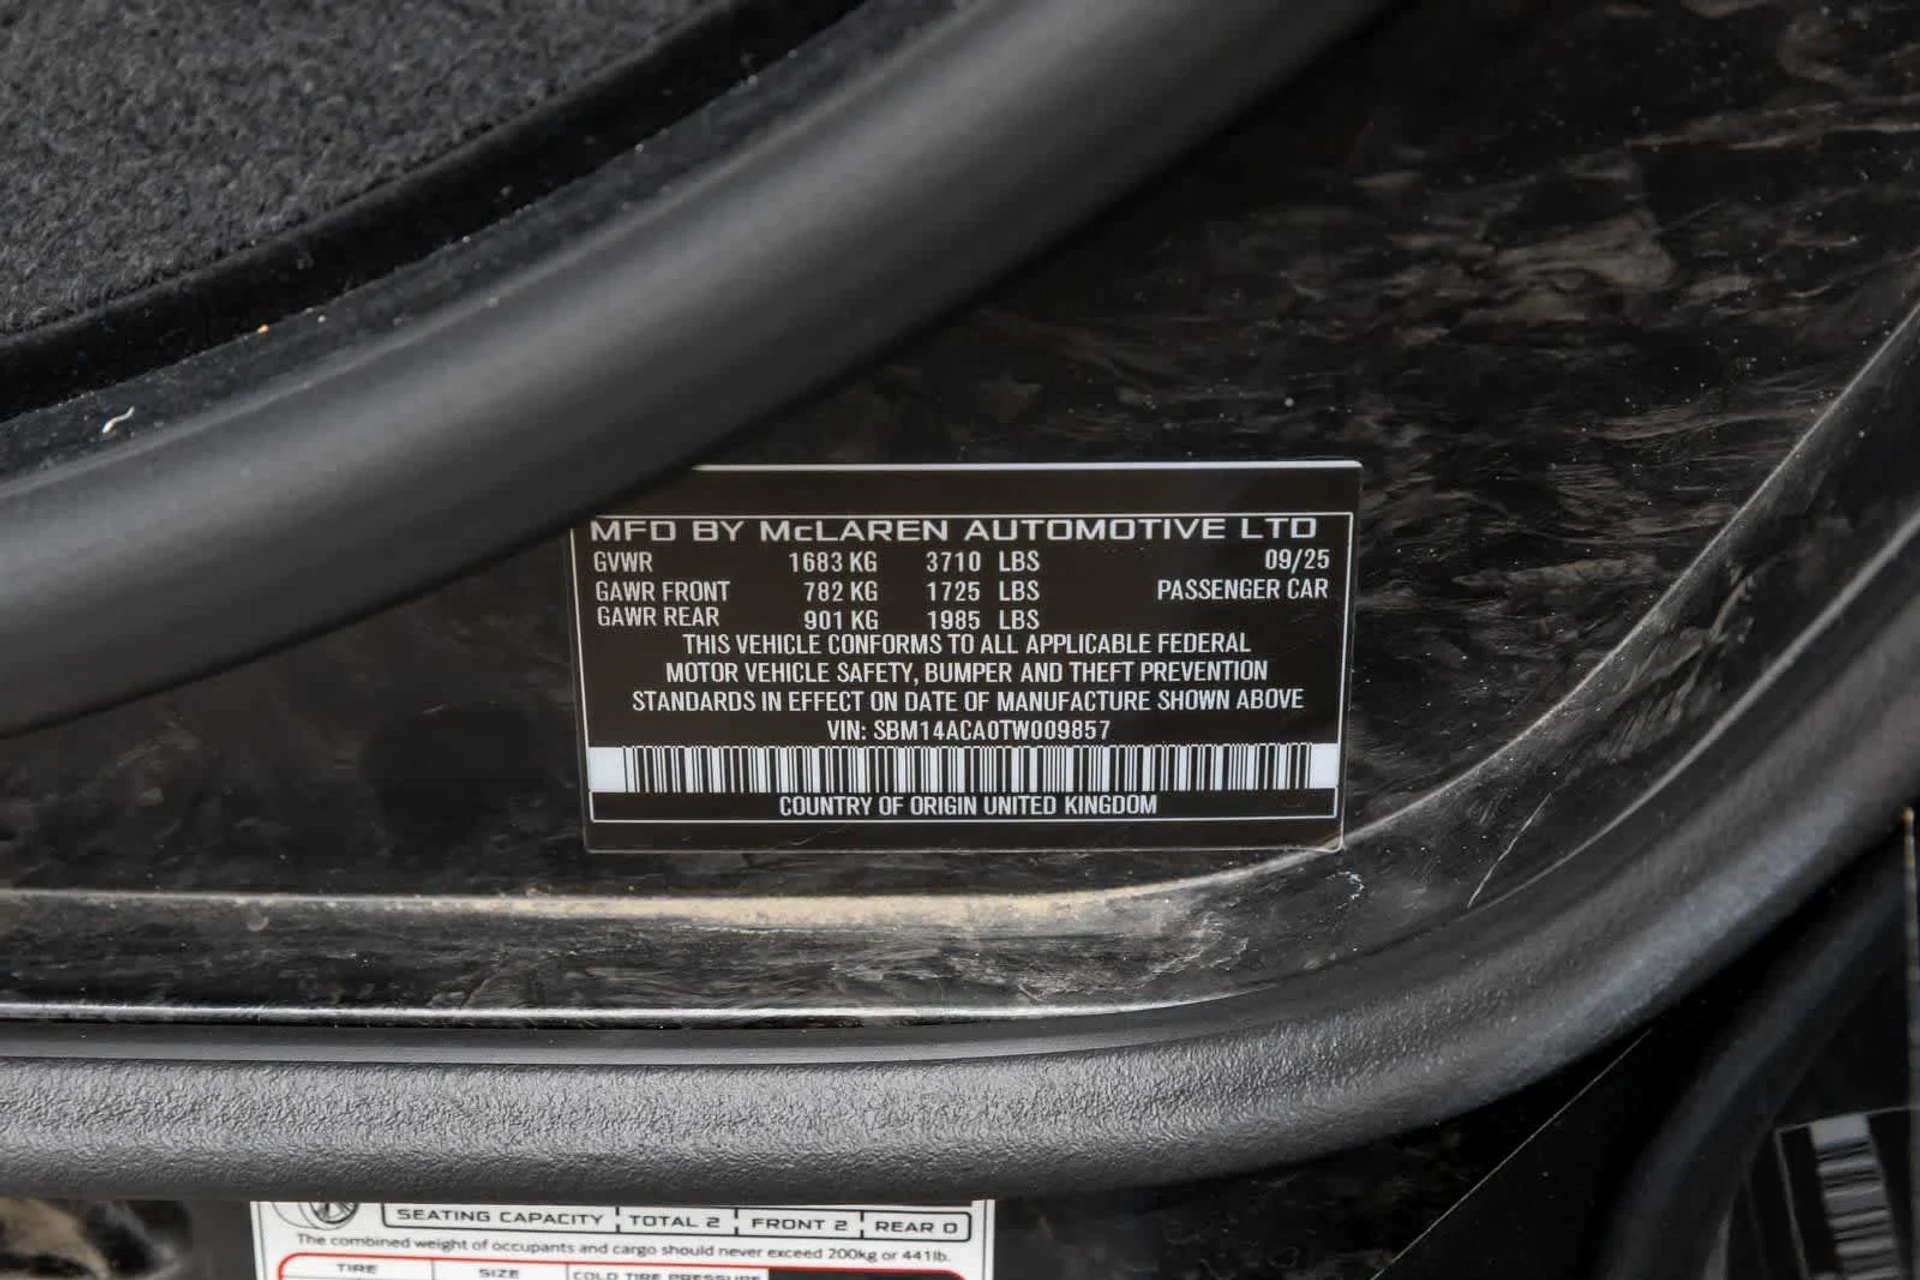 MFD BY McLAREN AUTOMOTIVE LTD
GVWR 1683 KG 3710 LBS 09/25
GAWR FRONT 782 KG 1725 LBS PASSENGER CAR
GAWR REAR 901 KG 1985 LBS
THIS VEHICLE CONFORMS TO ALL APPLICABLE FEDERAL
MOTOR VEHICLE SAFETY, BUMPER AND THEFT PREVENTION
STANDARDS IN EFFECT ON DATE OF MANUFACTURE SHOWN ABOVE
VIN: SBM14ACA0TW009857
COUNTRY OF ORIGIN UNITED KINGDOM
SEATING CAPACITY TOTAL 2 FRONT 2 REAR 0
The combined weight of occupants and cargo should never exceed 200kg or 441lb.
TIRE SIZE COLD TIRE PRESSURE